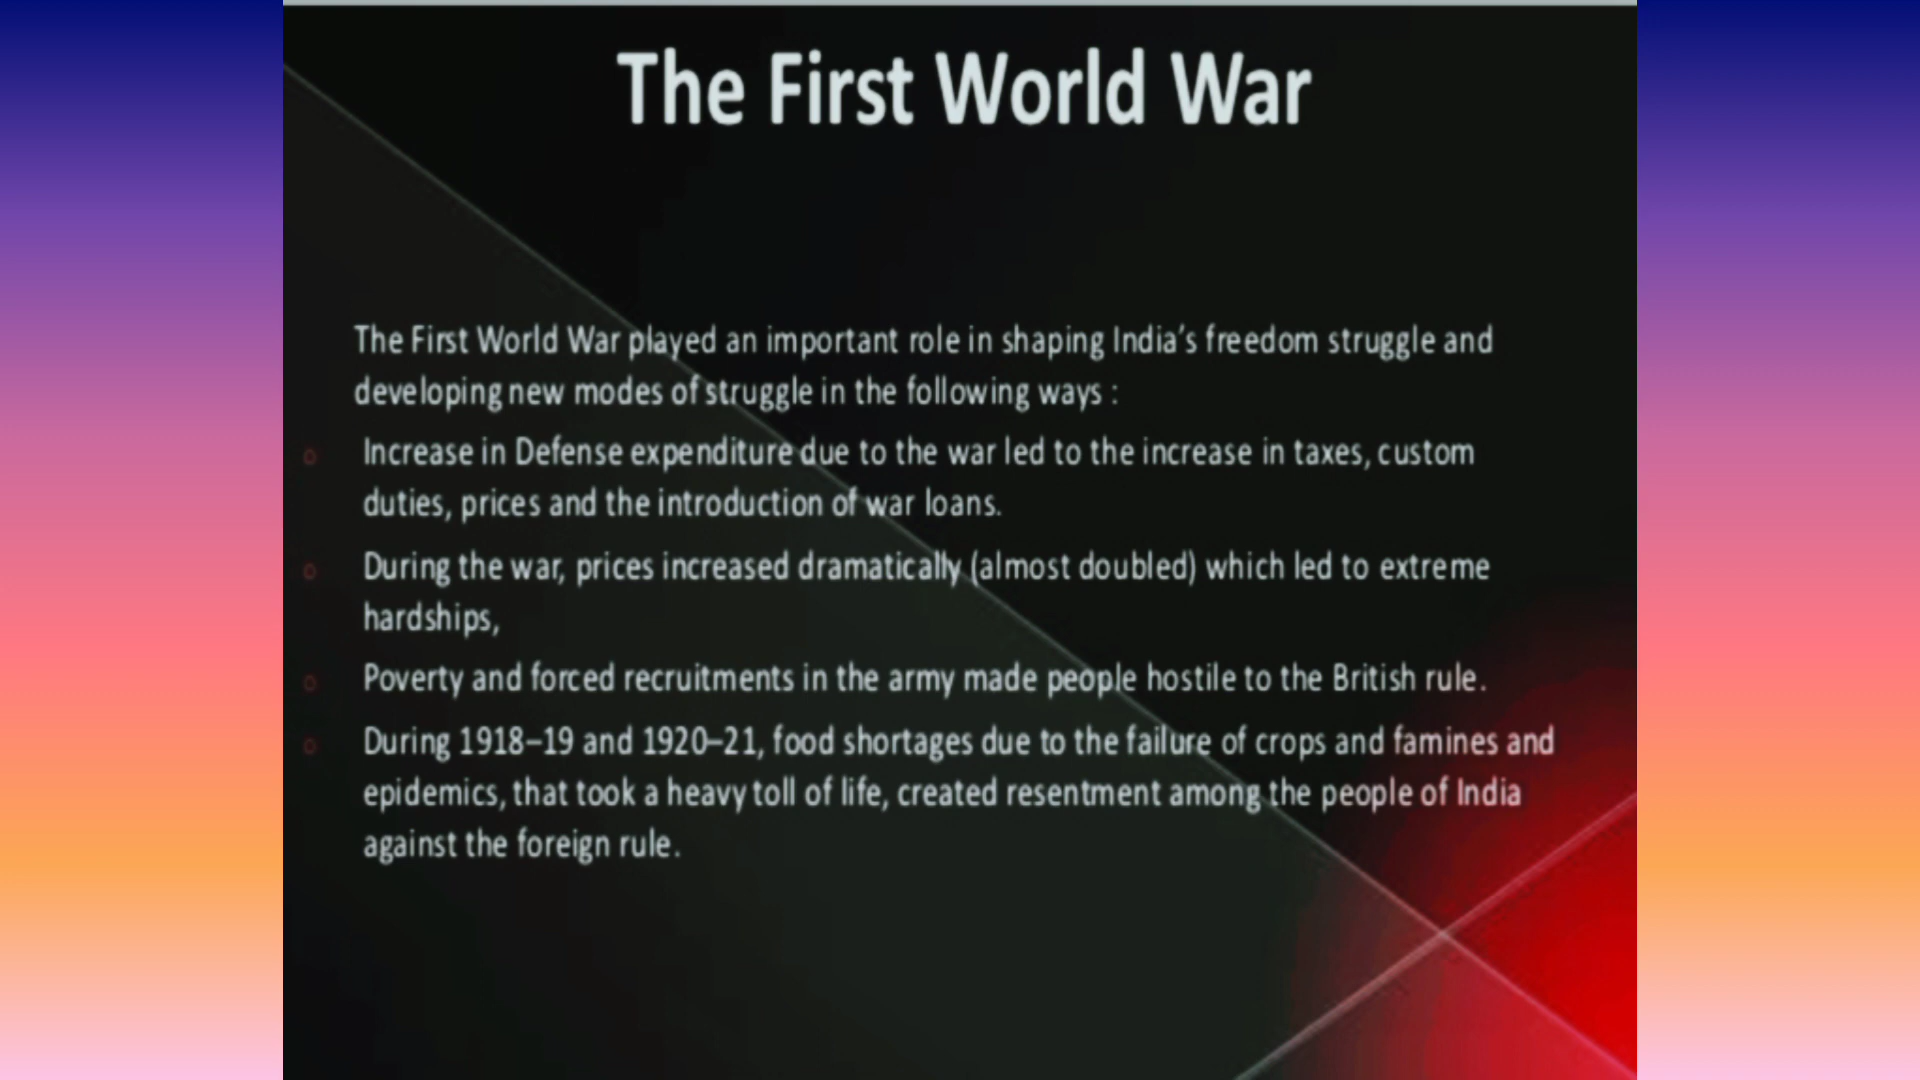 The First World War
The First World War played an important role in shaping India's freedom struggle and
developing new modes of struggle in the following ways :
Increase in Defense expenditure due to the war led to the increase in taxes, custom
duties, prices and the introduction of war loans.
During the war, prices increased dramatically (almost doubled) which led to extreme
hardships,
Poverty and forced recruitments in the army made people hostile to the British rule.
During 1918–19 and 1920–21, food shortages due to the failure of crops and famines and
epidemics, that took a heavy toll of life, created resentment among the people of India
against the foreign rule.